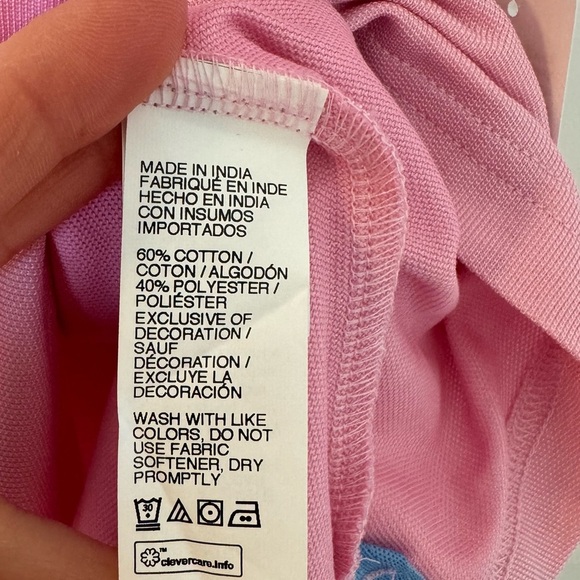 MADE IN INDIA
FABRIQUÉ EN INDE
HECHO EN INDIA
CON INSUMOS
IMPORTADOS
60% COTTON /
COTON / ALGODÓN
40% POLYESTER /
POLIÉSTER
EXCLUSIVE OF
DECORATION /
SAUF
DÉCORATION /
EXCLUYE LA
DECORACIÓN
WASH WITH LIKE
COLORS, DO NOT
USE FABRIC
SOFTENER, DRY
PROMPTLY
30
TM
clevercare.info